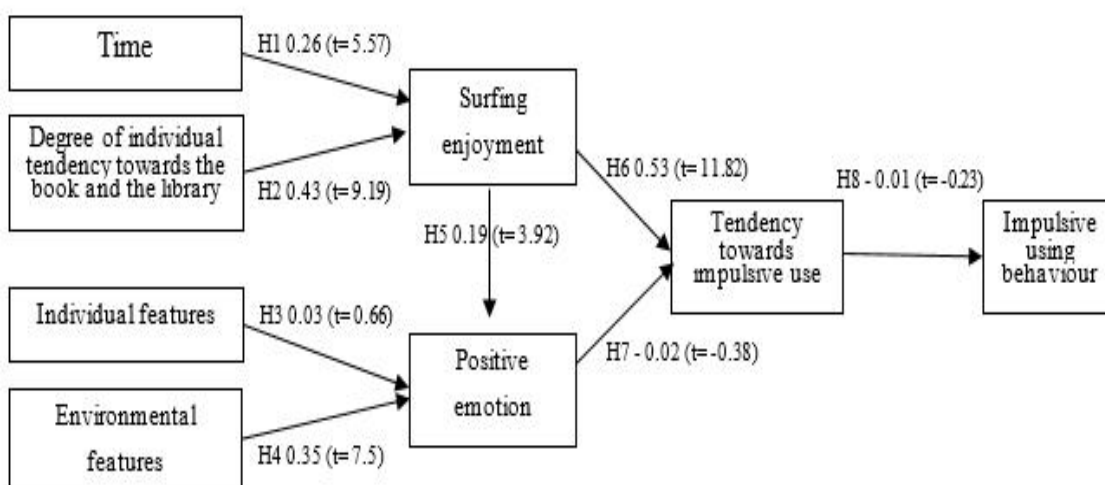 Time
H1 0.26 (t=5.57)
Surfing
enjoyment
Degree of individual
tendency towards the
book and the library
H2 0.43 (t=9.19)
H6 0.53 (t=11.82)
H8 - 0.01 (t=-0.23)
H5 0.19 (t=3.92)
Tendency
towards
impulsive use
Impulsive
using
behaviour
Individual features
H3 0.03 (t=0.66)
Positive
emotion
H7 - 0.02 (t=-0.38)
Environmental
features
H4 0.35 (t=7.5)